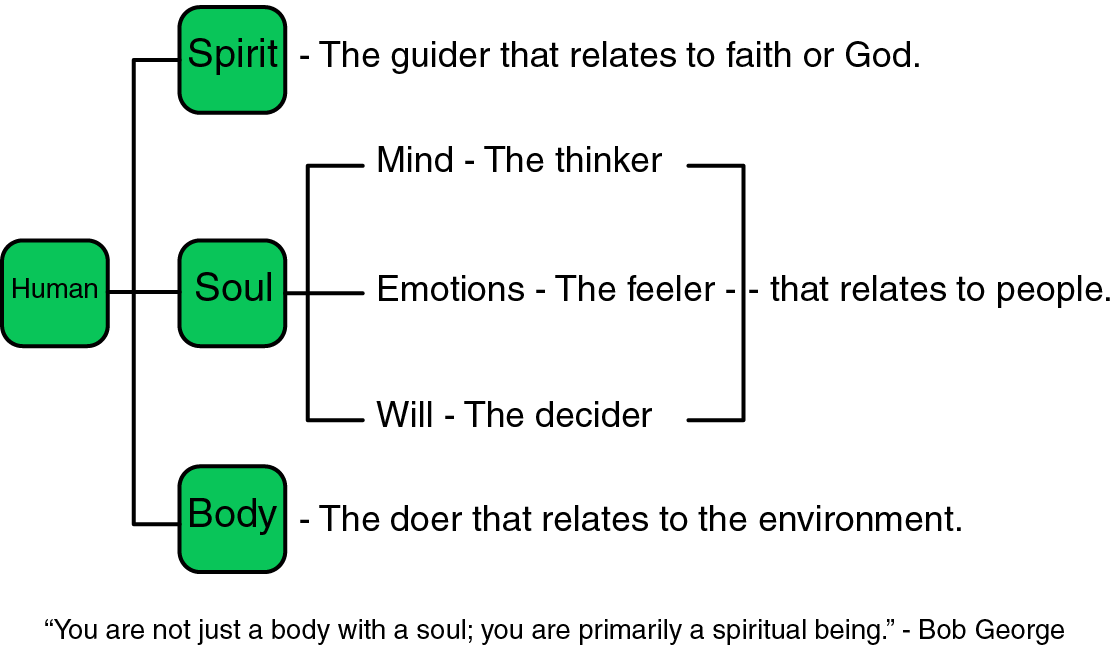 Spirit - The guider that relates to faith or God.
Mind - The thinker
Human
Soul
Emotions - The feeler - - that relates to people.
Will - The decider
Body - The doer that relates to the environment.
“You are not just a body with a soul; you are primarily a spiritual being.” - Bob George